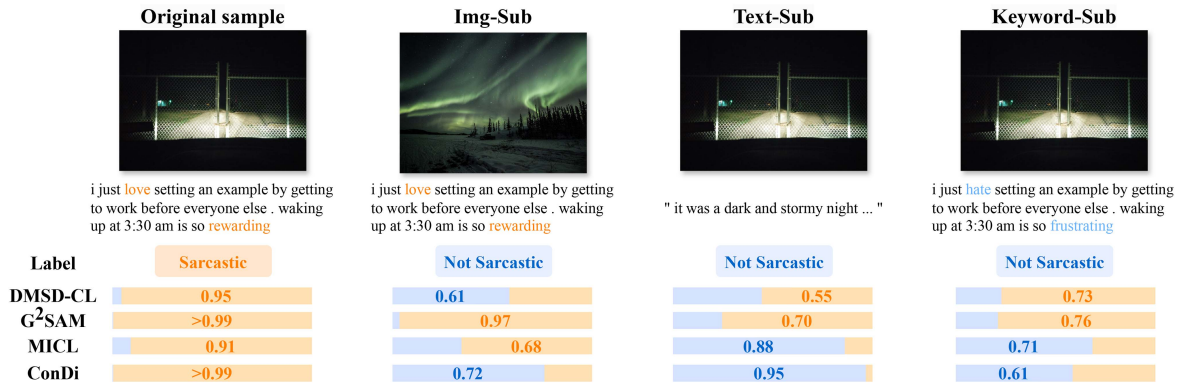 Original sample
Img-Sub
Text-Sub
Keyword-Sub
i just love setting an example by getting
to work before everyone else . waking
up at 3:30 am is so rewarding
i just love setting an example by getting
to work before everyone else . waking
up at 3:30 am is so rewarding
" it was a dark and stormy night ... "
i just hate setting an example by getting
to work before everyone else . waking
up at 3:30 am is so frustrating
Label Sarcastic Not Sarcastic Not Sarcastic Not Sarcastic
DMSD-CL 0.95 0.61 0.55 0.73
G²SAM >0.99 0.97 0.70 0.76
MICL 0.91 0.68 0.88 0.71
ConDi >0.99 0.72 0.95 0.61